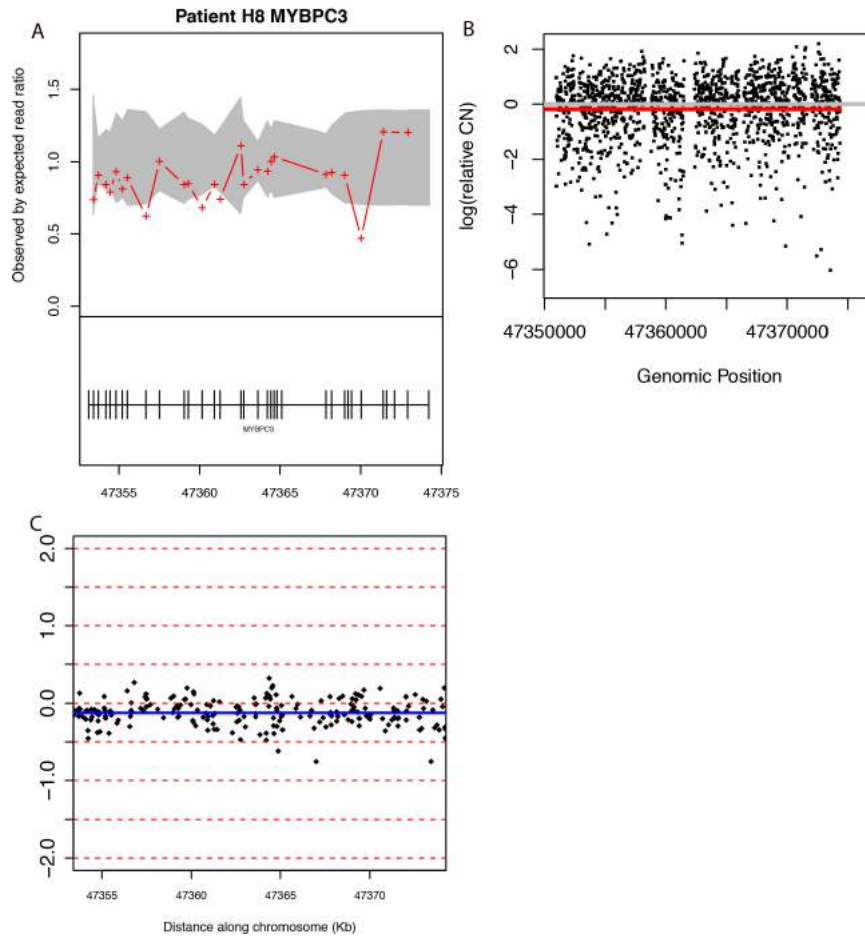 A
Patient H8 MYBPC3
Observed by expected read ratio
1.5
1.0
0.5
0.0
MYBPC3
47355
47360
47365
47370
47375
B
log(relative CN)
2
0
-2
-4
-6
47350000
47360000
47370000
Genomic Position
C
2.0
1.0
0.0
-1.0
-2.0
47355
47360
47365
47370
Distance along chromosome (Kb)